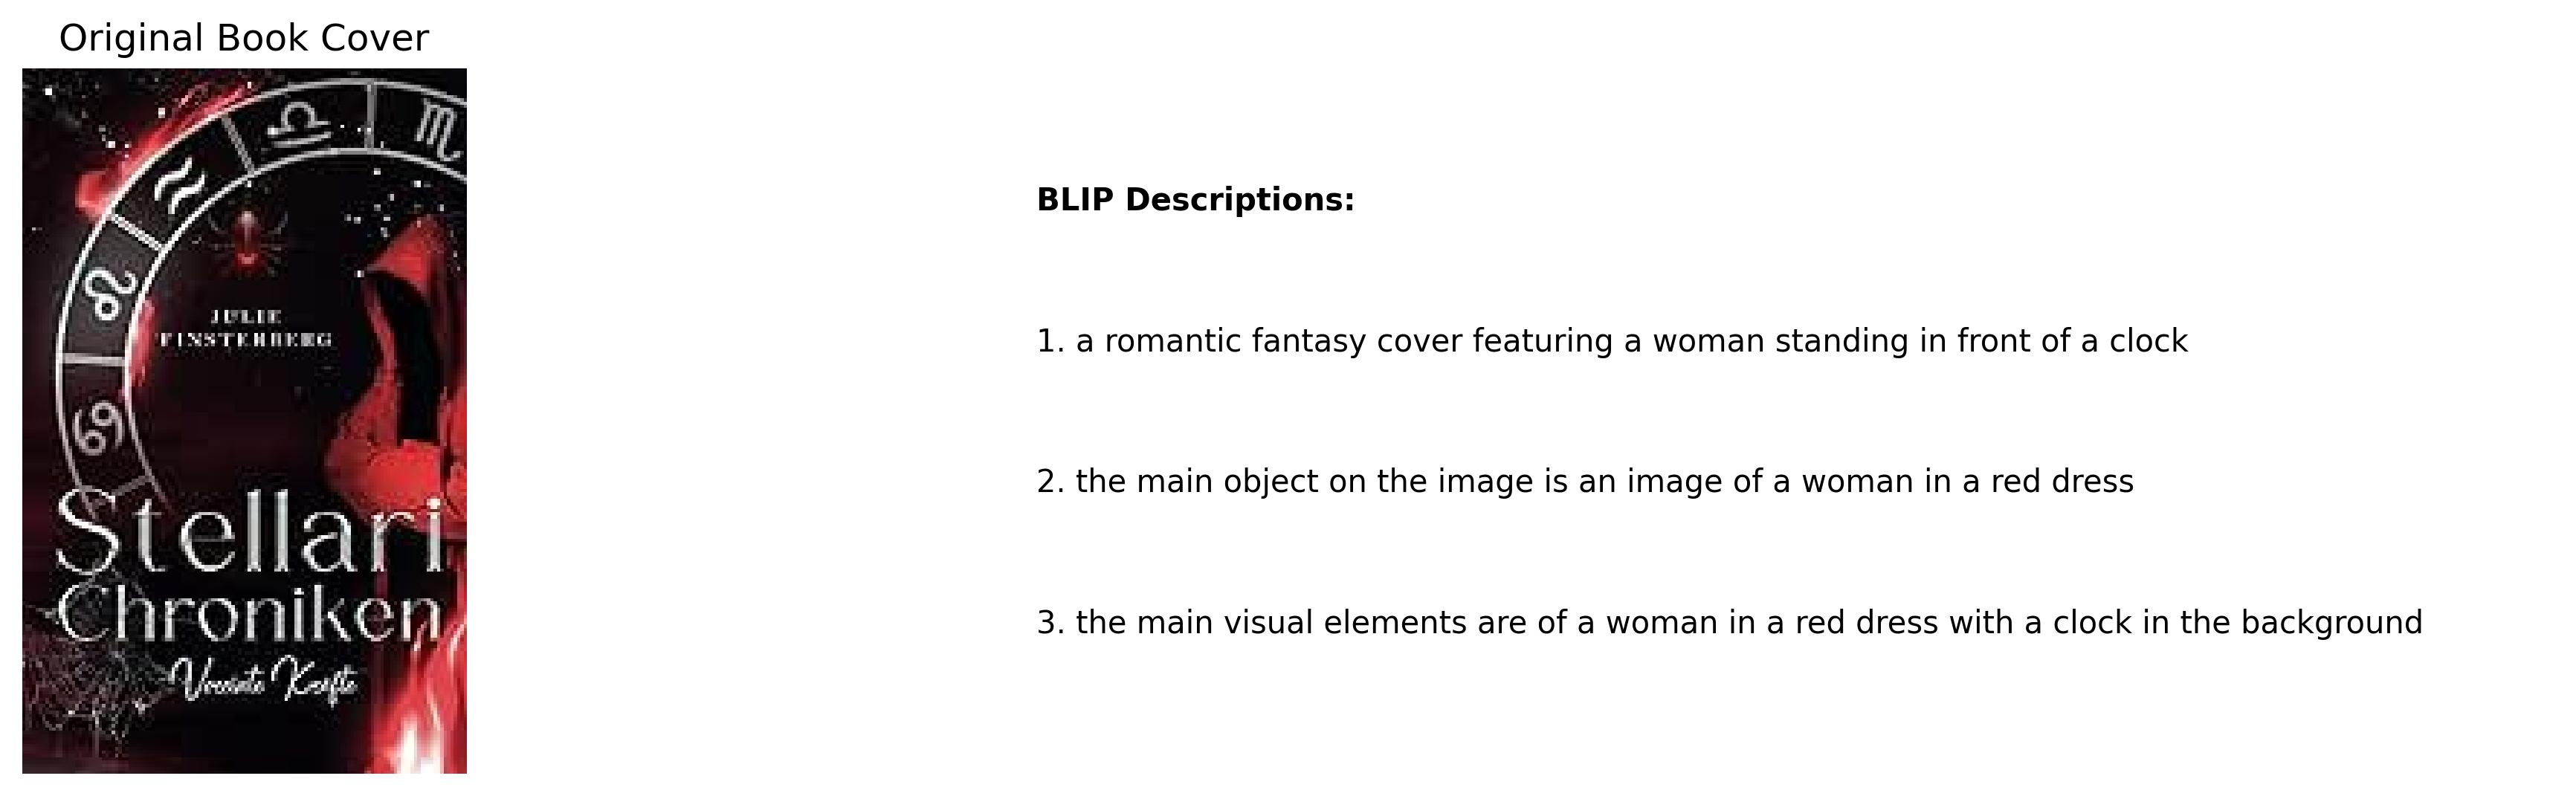 Original Book Cover
JULIE
FINSTERBERG
Stellari
Chroniken
Vereinte Kräfte
BLIP Descriptions:
1. a romantic fantasy cover featuring a woman standing in front of a clock
2. the main object on the image is an image of a woman in a red dress
3. the main visual elements are of a woman in a red dress with a clock in the background